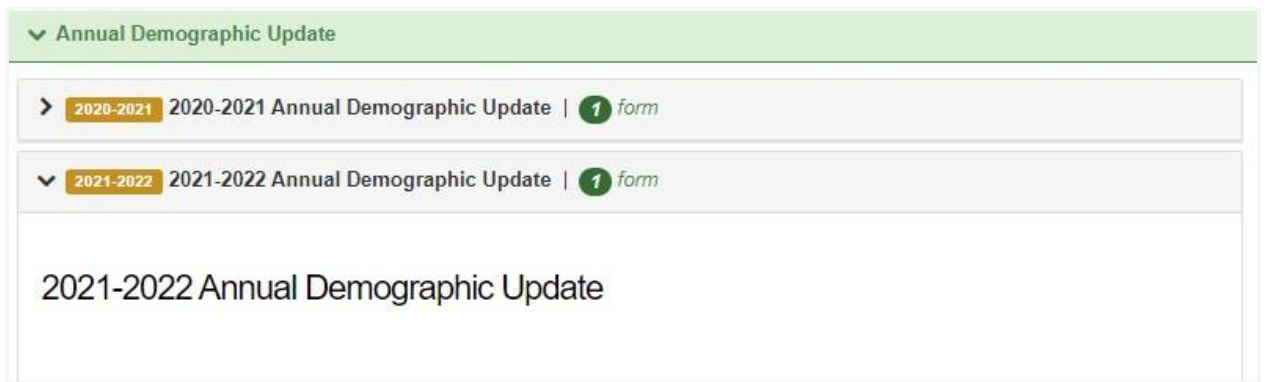 Annual Demographic Update
2020-2021 2020-2021 Annual Demographic Update | 1 form
2021-2022 2021-2022 Annual Demographic Update | 1 form
2021-2022 Annual Demographic Update